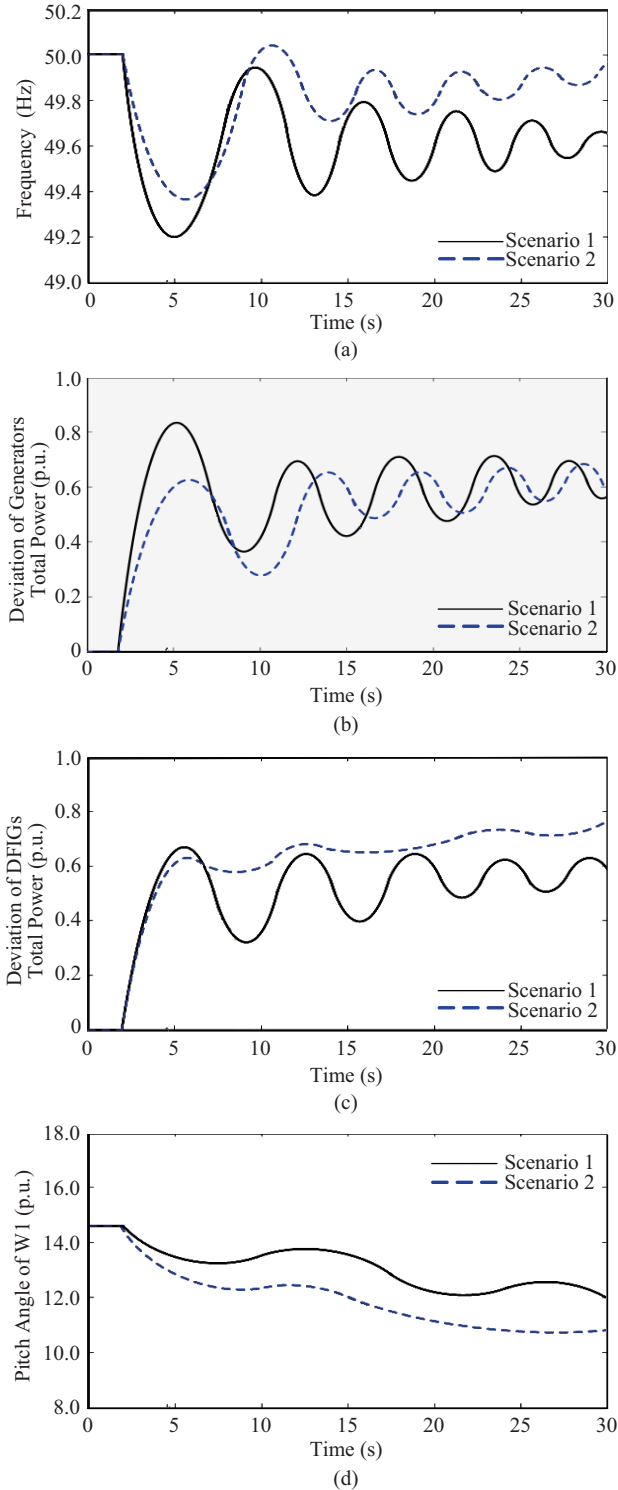 50.2
50.0
49.8
49.6
49.4
49.2
49.0
Frequency (Hz)
Scenario 1
Scenario 2
0 5 10 15 20 25 30
Time (s)
(a)
1.0
0.8
0.6
0.4
0.2
0
Deviation of Generators
Total Power (p.u.)
Scenario 1
Scenario 2
0 5 10 15 20 25 30
Time (s)
(b)
1.0
0.8
0.6
0.4
0.2
0
Deviation of DFIGs
Total Power (p.u.)
Scenario 1
Scenario 2
0 5 10 15 20 25 30
Time (s)
(c)
18.0
16.0
14.0
12.0
10.0
8.0
Pitch Angle of W1 (p.u.)
Scenario 1
Scenario 2
0 5 10 15 20 25 30
Time (s)
(d)